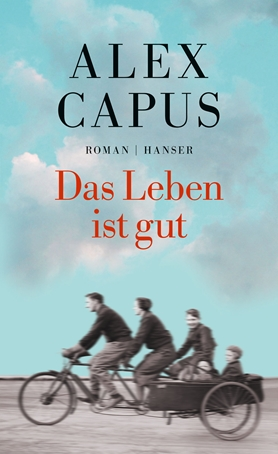 ALEX
CAPUS
ROMAN | HANSER
Das Leben
ist gut